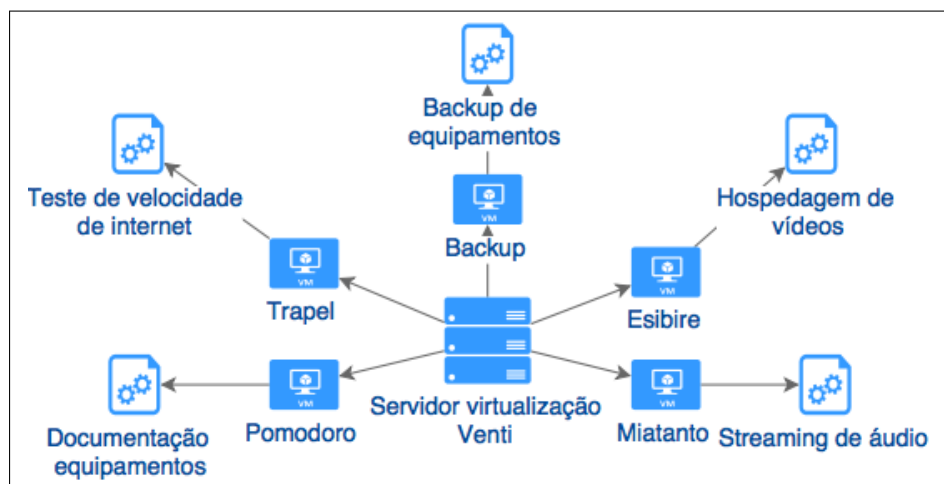 Backup de
equipamentos
Teste de velocidade
de internet
Hospedagem de
vídeos
VM
Backup
VM
Trapel
VM
Esibire
VM
Pomodoro
Servidor virtualização
Venti
VM
Miatanto
Documentação
equipamentos
Streaming de áudio